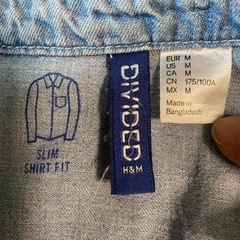 SLIM
SHIRT FIT
DIVIDED
H&M
EUR M
US M
CA M
CN 175/100A
MX M
Made in
Bangladesh